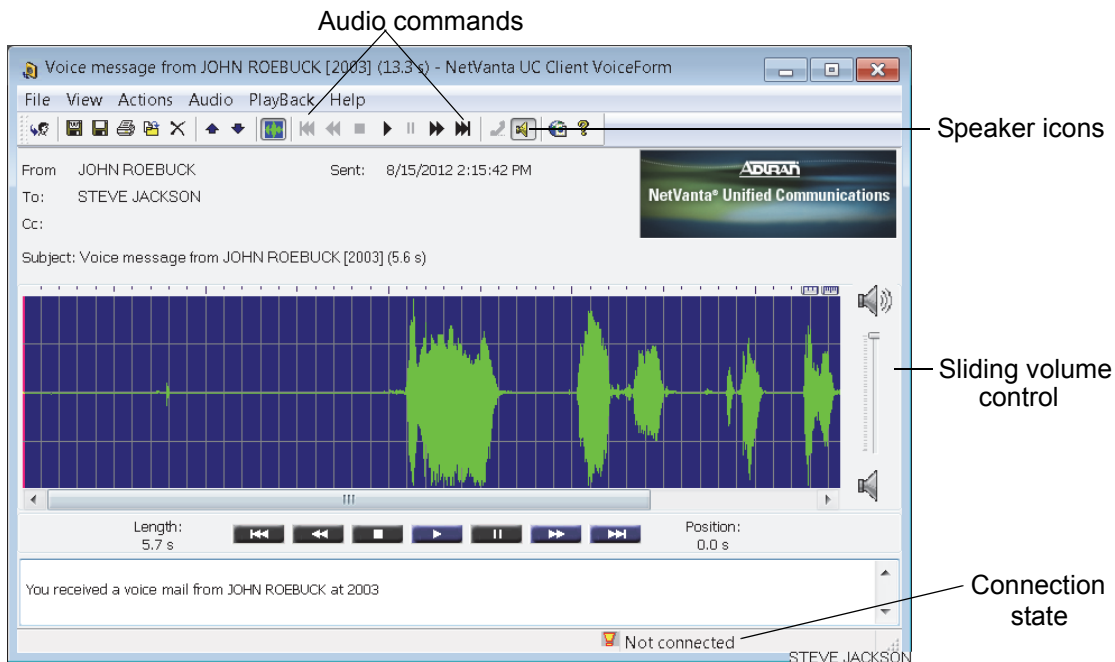 Audio commands
Voice message from JOHN ROEBUCK [2003] (13.3 s) - NetVanta UC Client VoiceForm
File View Actions Audio PlayBack Help
Speaker icons
From JOHN ROEBUCK Sent: 8/15/2012 2:15:42 PM
To: STEVE JACKSON
Cc:
ADTRAN
NetVanta® Unified Communications
Subject: Voice message from JOHN ROEBUCK [2003] (5.6 s)
Sliding volume
control
Length:
5.7 s
Position:
0.0 s
You received a voice mail from JOHN ROEBUCK at 2003
Connection
state
Not connected
STEVE JACKSON